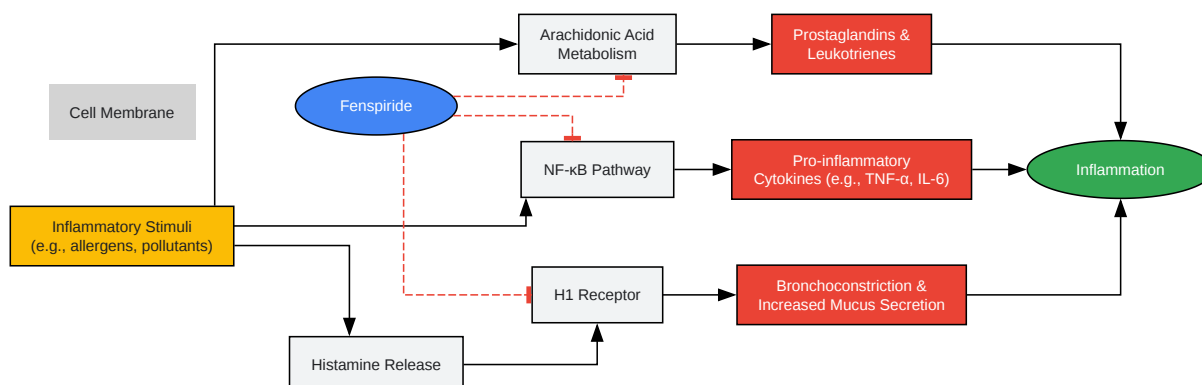 Arachidonic Acid
Metabolism
Prostaglandins &
Leukotrienes
Cell Membrane
Fenspiride
NF-κB Pathway
Pro-inflammatory
Cytokines (e.g., TNF-α, IL-6)
Inflammation
Inflammatory Stimuli
(e.g., allergens, pollutants)
H1 Receptor
Bronchoconstriction &
Increased Mucus Secretion
Histamine Release